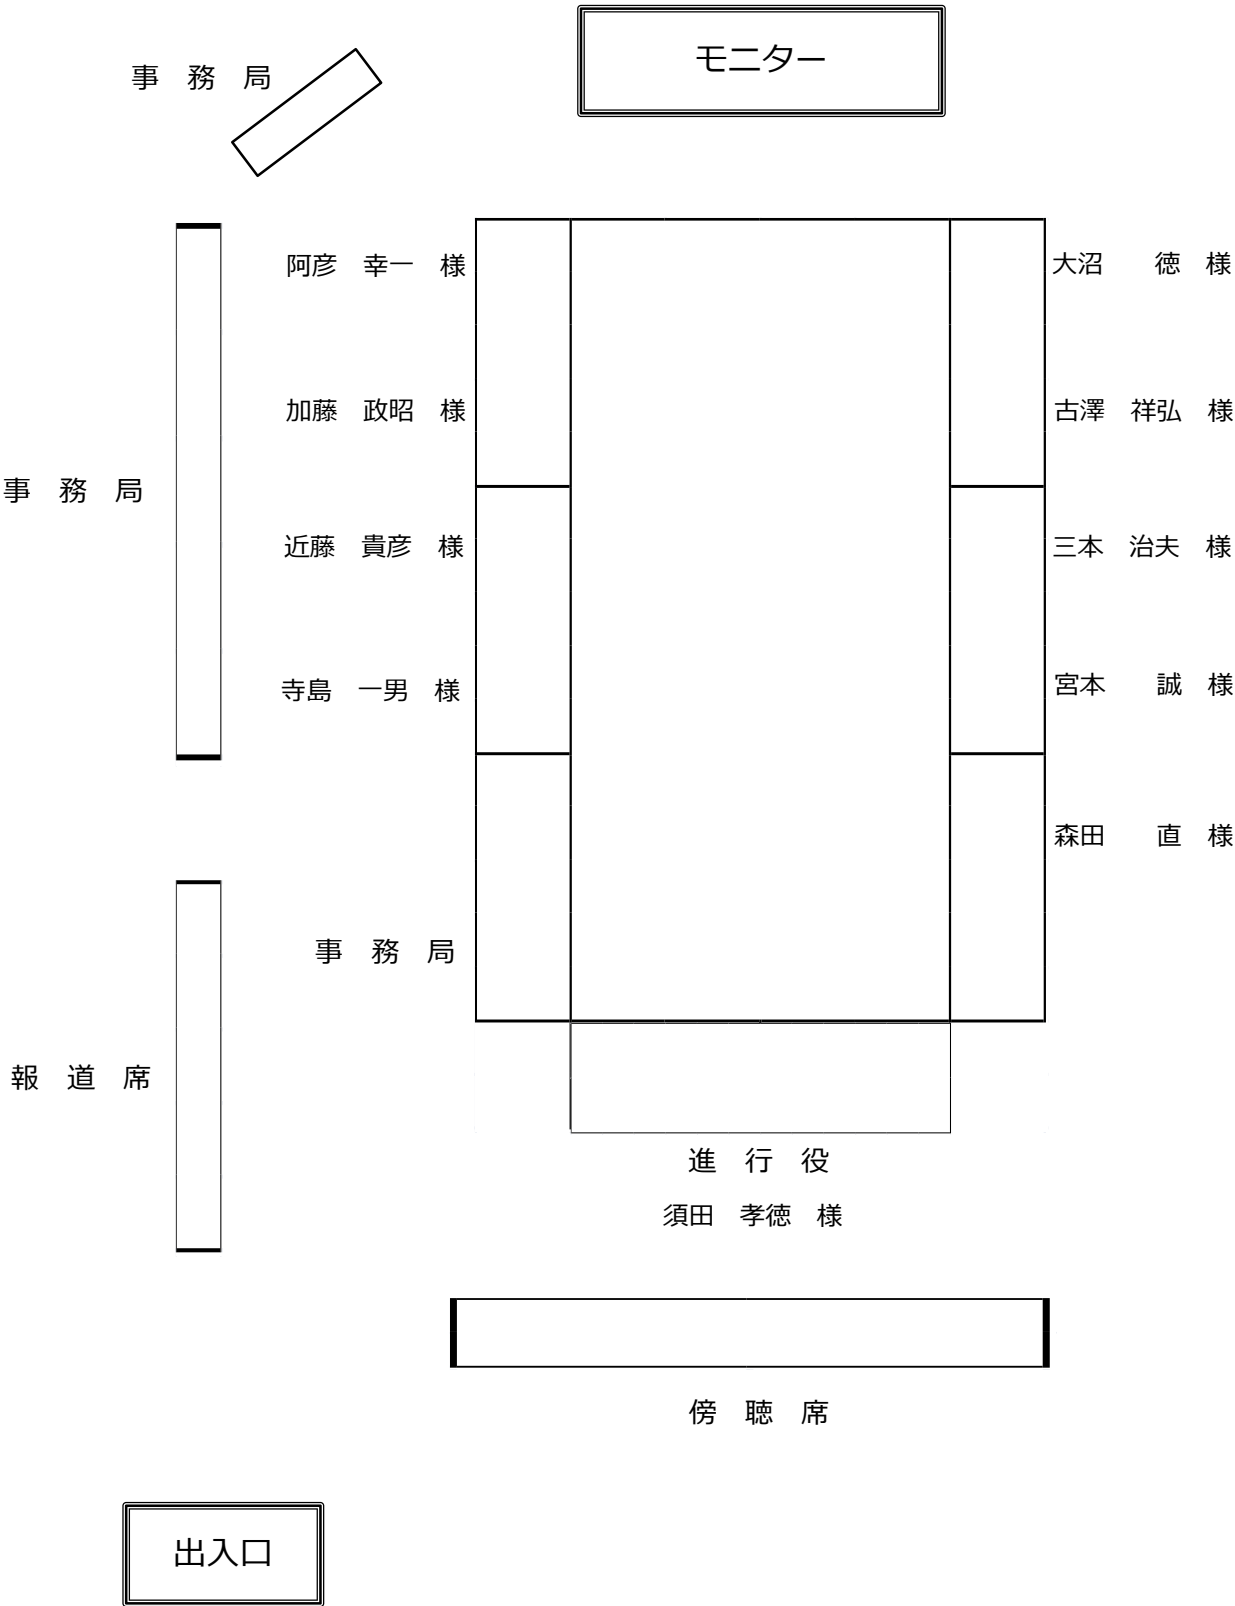 モニター
事　務　局
阿彦　幸一　様
大沼　　徳　様
加藤　政昭　様
古澤　祥弘　様
事　務　局
近藤　貴彦　様
三本　治夫　様
寺島　一男　様
宮本　　誠　様
森田　　直　様
事　務　局
報　道　席
進　行　役
須田　孝徳　様
傍　聴　席
出入口